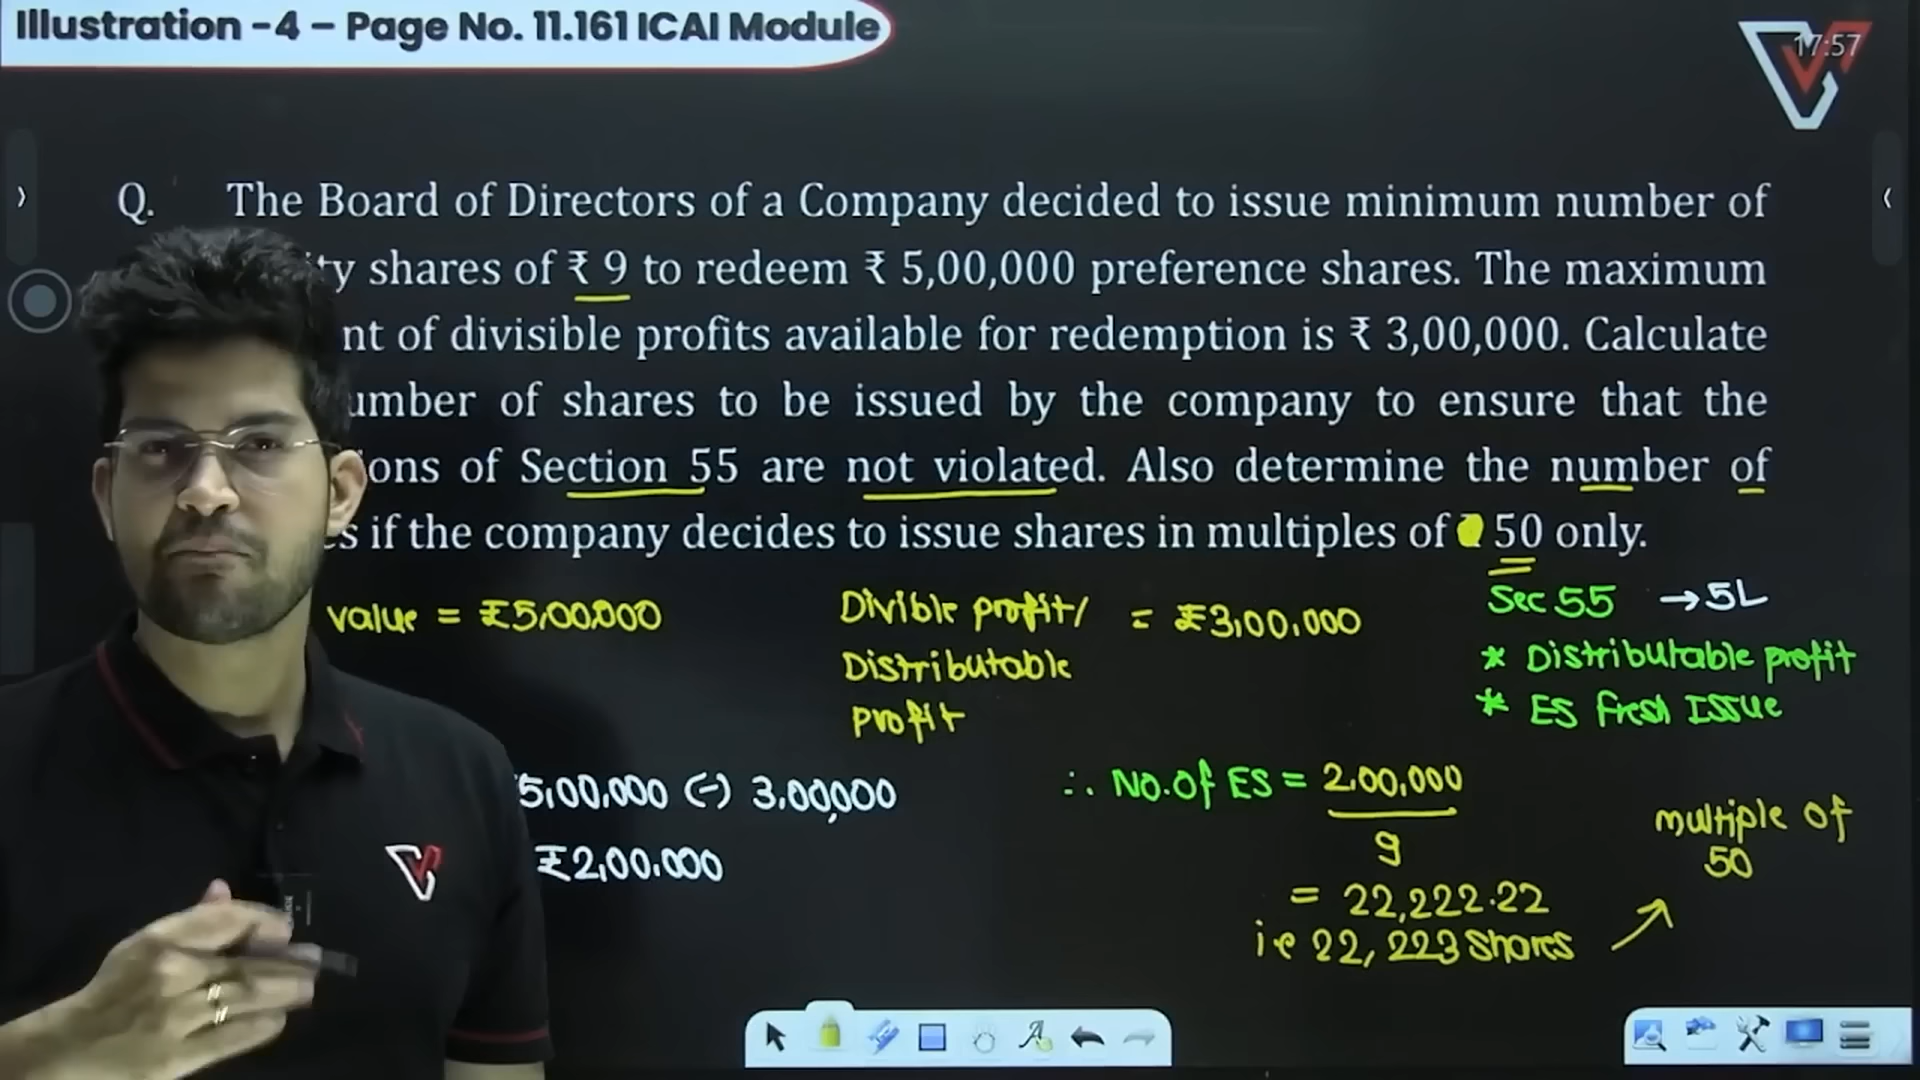 Illustration -4 – Page No. 11.161 ICAI Module
17:57
Q. The Board of Directors of a Company decided to issue minimum number of
ty shares of ₹ 9 to redeem ₹ 5,00,000 preference shares. The maximum
nt of divisible profits available for redemption is ₹ 3,00,000. Calculate
umber of shares to be issued by the company to ensure that the
ions of Section 55 are not violated. Also determine the number of
es if the company decides to issue shares in multiples of 50 only.
value = ₹5,00,000
Divible profit/ = ₹3,00,000
Distributable
profit
Sec 55 → 5L
* Distributable profit
* ES Fresh Issue
5,00,000 (-) 3,00,000
₹2,00,000
∴ No. of ES = 2,00,000
9
= 22,222.22
i.e 22,223 shares
multiple of
50